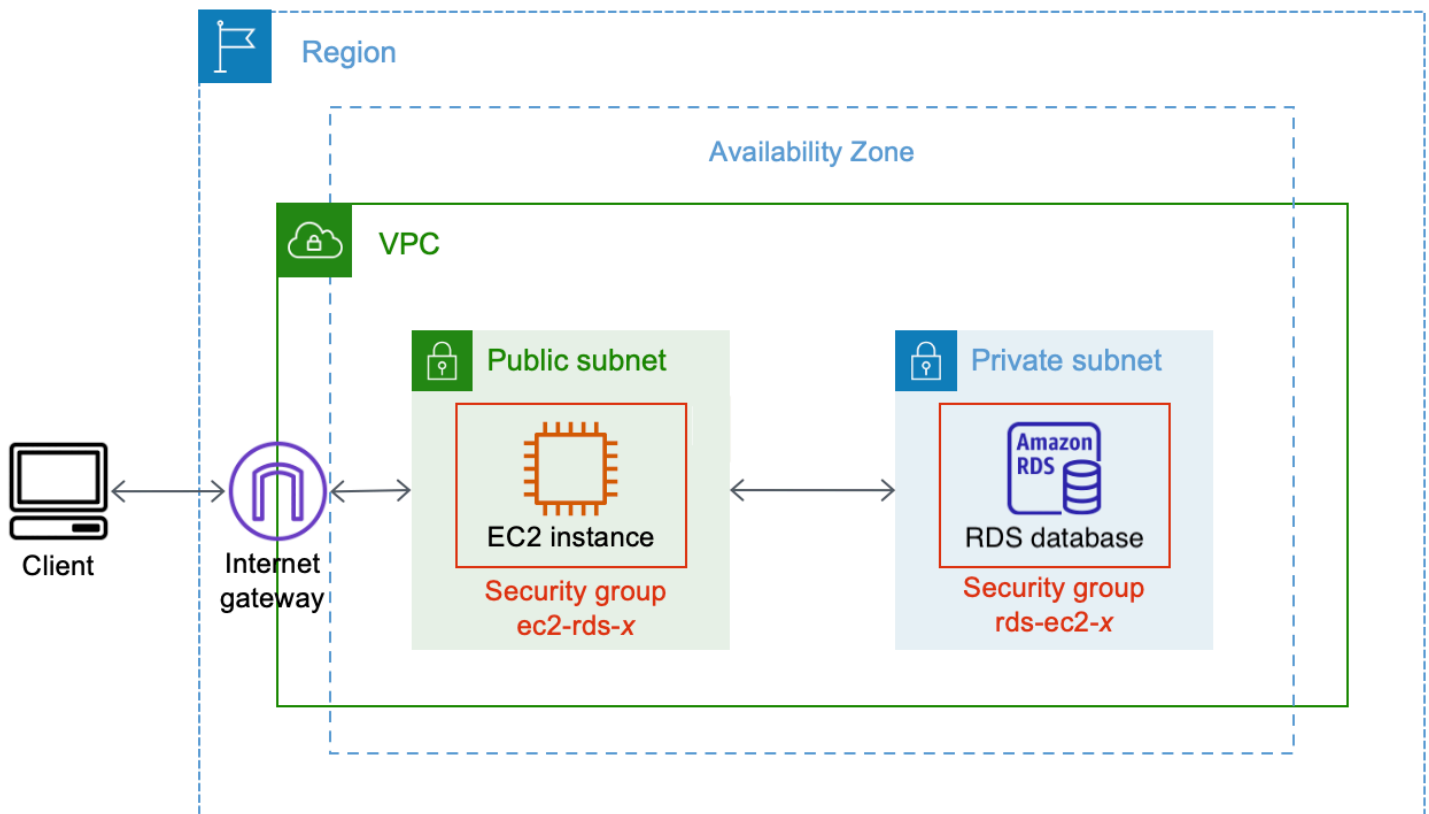 Region
Availability Zone
VPC
Public subnet
Private subnet
Amazon
RDS
EC2 instance
RDS database
Client
Internet
gateway
Security group
ec2-rds-x
Security group
rds-ec2-x